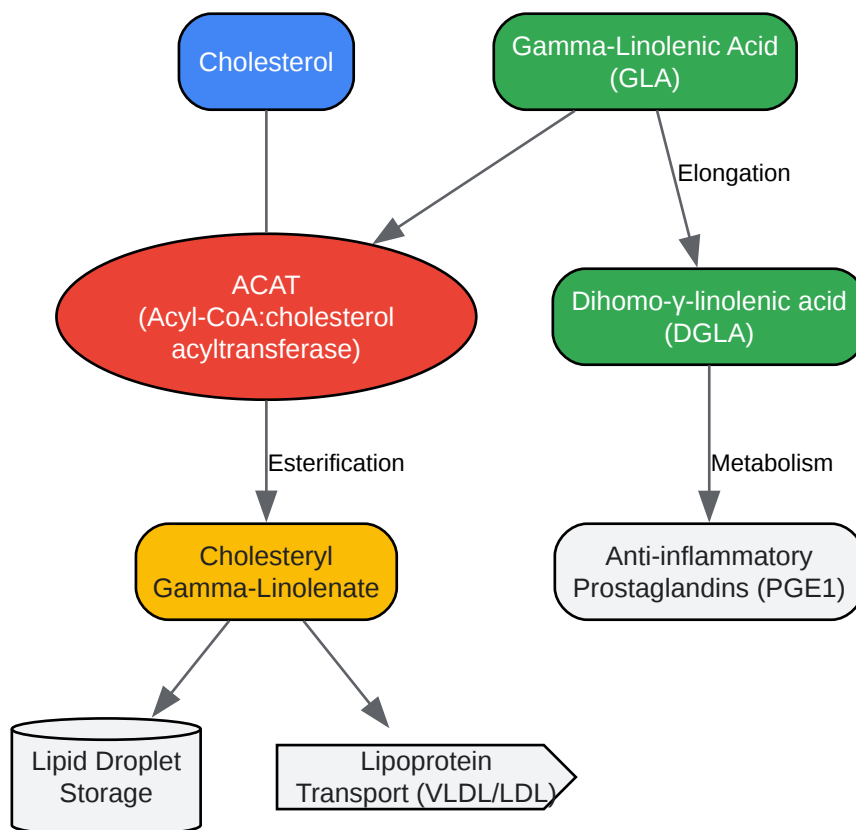 Cholesterol
Gamma-Linolenic Acid
(GLA)
Elongation
ACAT
(Acyl-CoA:cholesterol
acyltransferase)
Dihomo-γ-linolenic acid
(DGLA)
Esterification
Metabolism
Cholesteryl
Gamma-Linolenate
Anti-inflammatory
Prostaglandins (PGE1)
Lipid Droplet
Storage
Lipoprotein
Transport (VLDL/LDL)